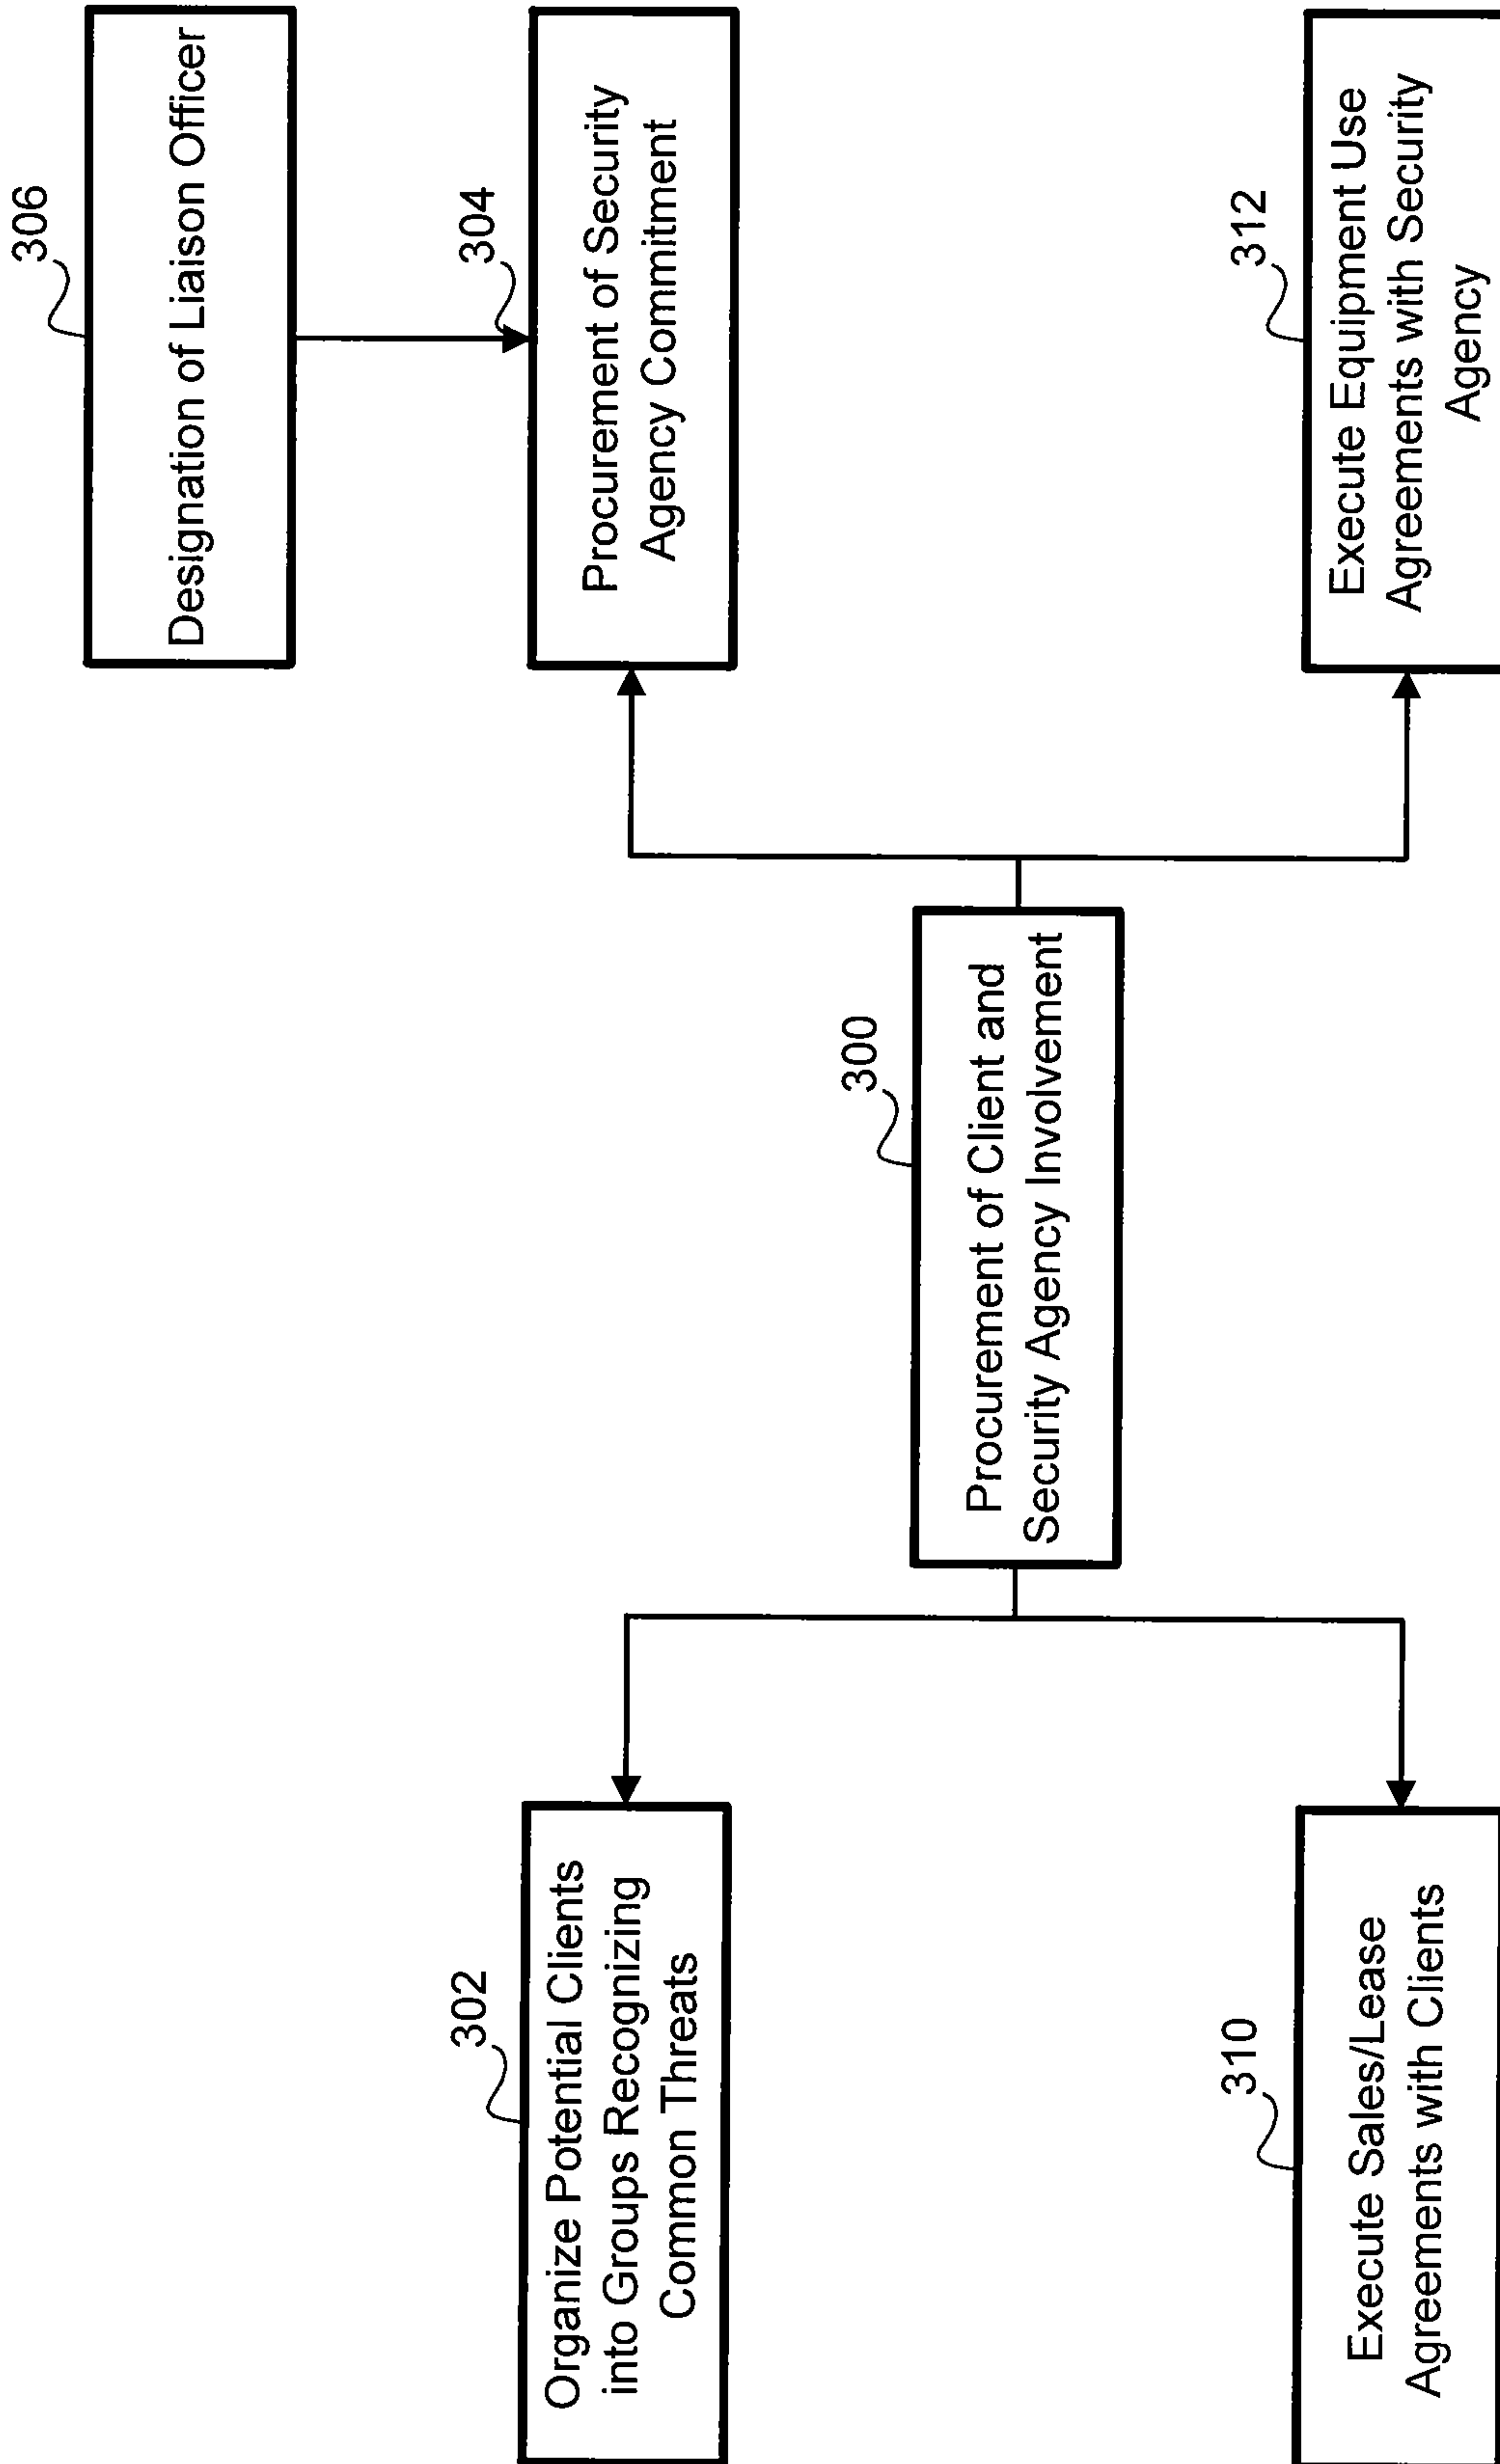 306
Designation of Liaison Officer
302
Organize Potential Clients
into Groups Recognizing
Common Threats
304
Procurement of Security
Agency Commitment
300
Procurement of Client and
Security Agency Involvement
310
Execute Sales/Lease
Agreements with Clients
312
Execute Equipment Use
Agreements with Security
Agency